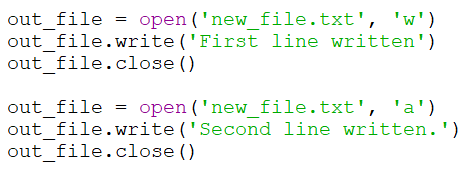 out_file = open('new_file.txt', 'w')
out_file.write('First line written')
out_file.close()
out_file = open('new_file.txt', 'a')
out_file.write('Second line written.')
out_file.close()